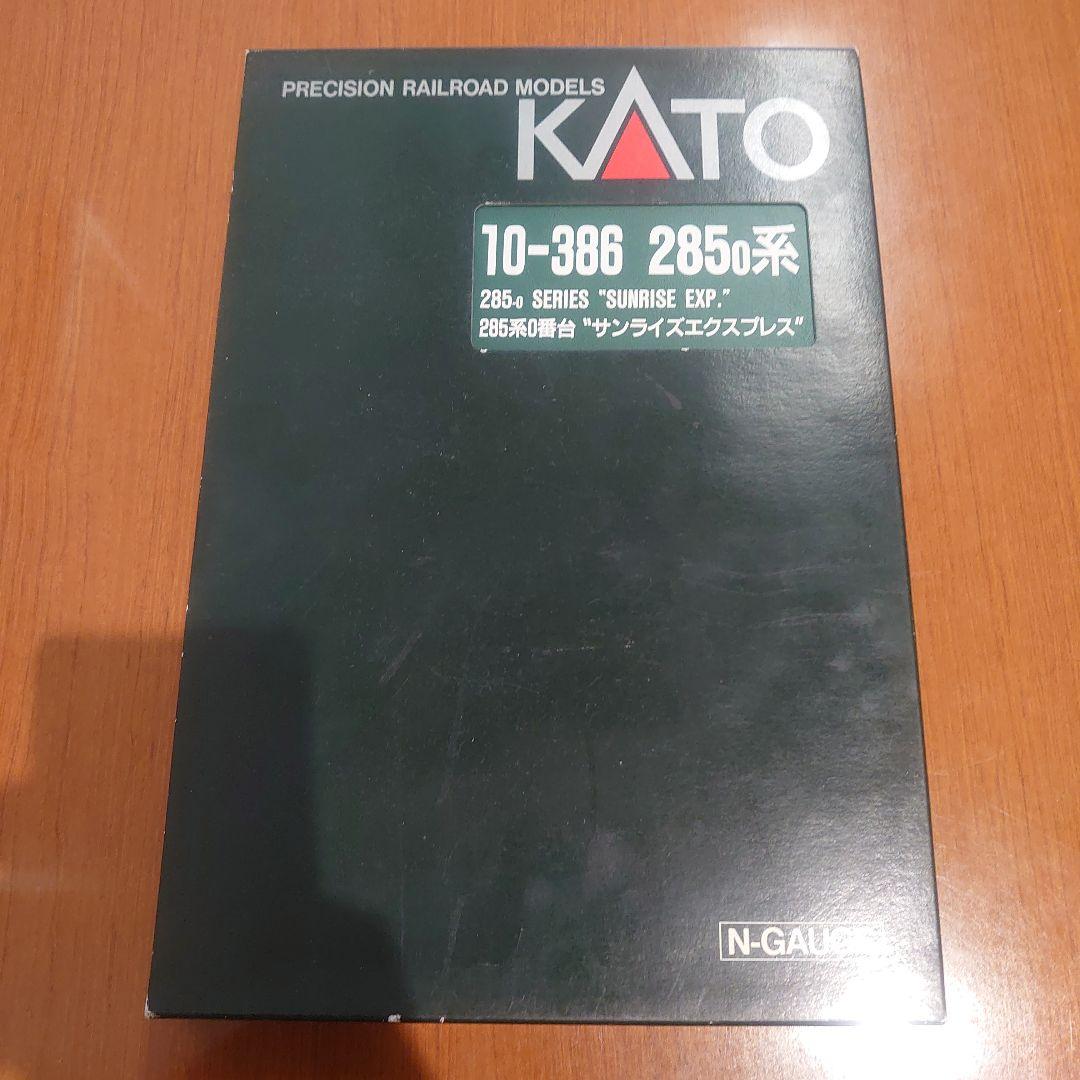 PRECISION RAILROAD MODELS
KATO
10-386 285₀系
285-0 SERIES "SUNRISE EXP."
285系0番台 〝サンライズエクスプレス〟
N-GAUGE